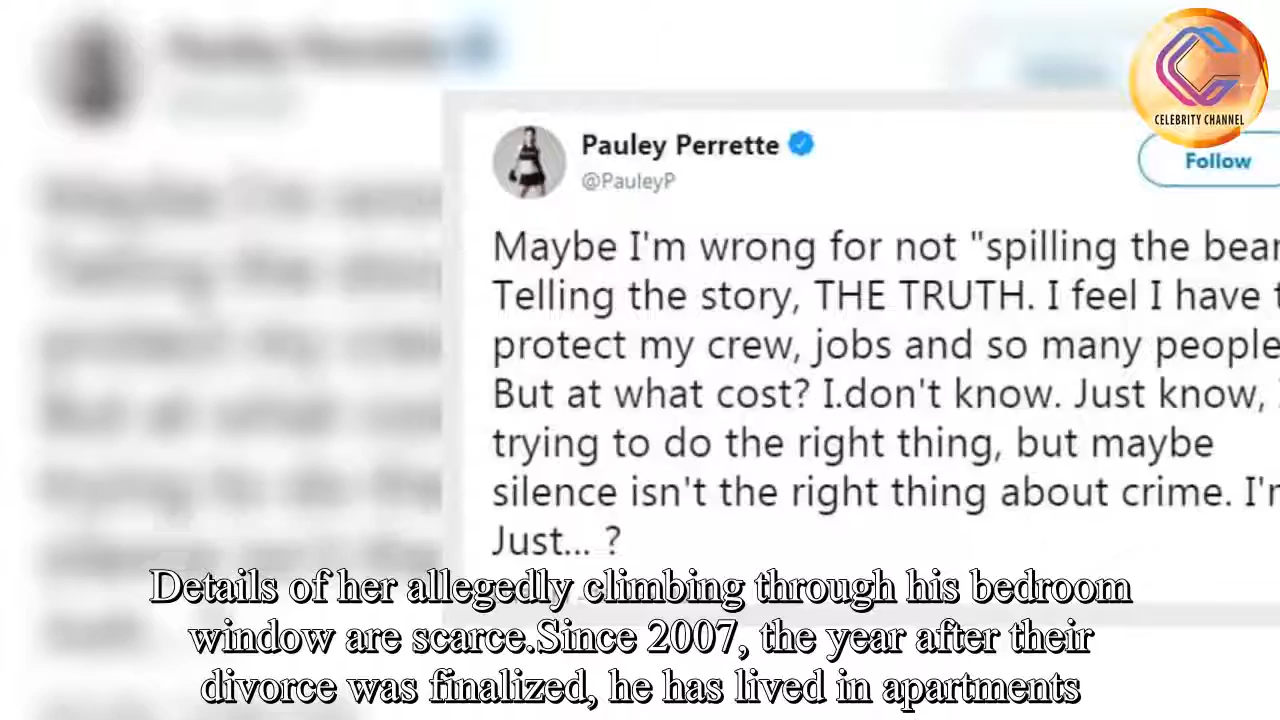 CELEBRITY CHANNEL
Pauley Perrette
@PauleyP
Follow
Maybe I'm wrong for not "spilling the bear
Telling the story, THE TRUTH. I feel I have t
protect my crew, jobs and so many people
But at what cost? I.don't know. Just know,
trying to do the right thing, but maybe
silence isn't the right thing about crime. I'm
Just... ?
Details of her allegedly climbing through his bedroom
window are scarce.Since 2007, the year after their
divorce was finalized, he has lived in apartments